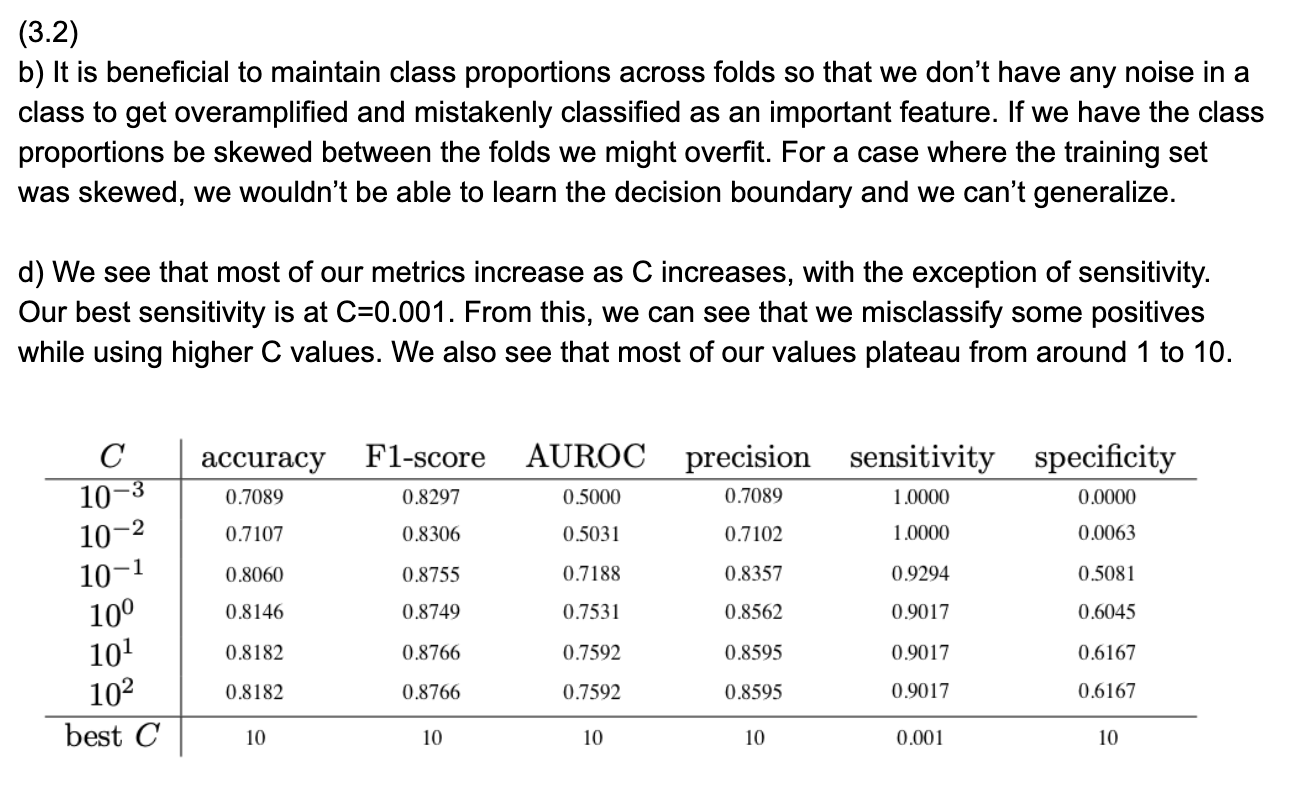 (3.2)
b) It is beneficial to maintain class proportions across folds so that we don’t have any noise in a
class to get overamplified and mistakenly classified as an important feature. If we have the class
proportions be skewed between the folds we might overfit. For a case where the training set
was skewed, we wouldn’t be able to learn the decision boundary and we can’t generalize.
d) We see that most of our metrics increase as C increases, with the exception of sensitivity.
Our best sensitivity is at C=0.001. From this, we can see that we misclassify some positives
while using higher C values. We also see that most of our values plateau from around 1 to 10.
C accuracy F1-score AUROC precision sensitivity specificity
10⁻³ 0.7089 0.8297 0.5000 0.7089 1.0000 0.0000
10⁻² 0.7107 0.8306 0.5031 0.7102 1.0000 0.0063
10⁻¹ 0.8060 0.8755 0.7188 0.8357 0.9294 0.5081
10⁰ 0.8146 0.8749 0.7531 0.8562 0.9017 0.6045
10¹ 0.8182 0.8766 0.7592 0.8595 0.9017 0.6167
10² 0.8182 0.8766 0.7592 0.8595 0.9017 0.6167
best C 10 10 10 10 0.001 10